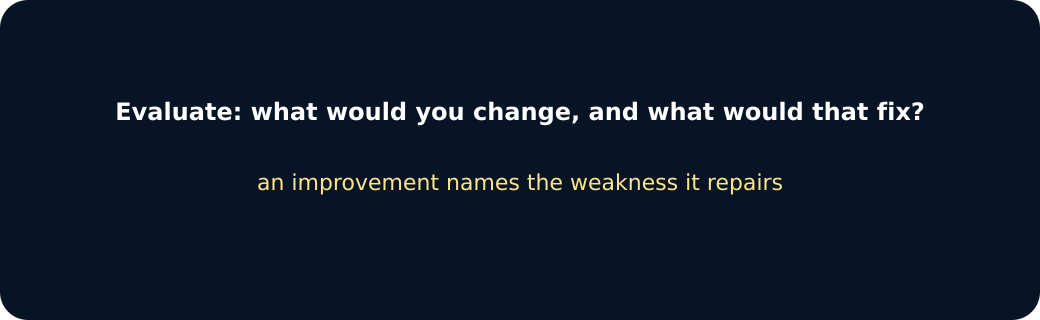 Evaluate: what would you change, and what would that fix?
an improvement names the weakness it repairs